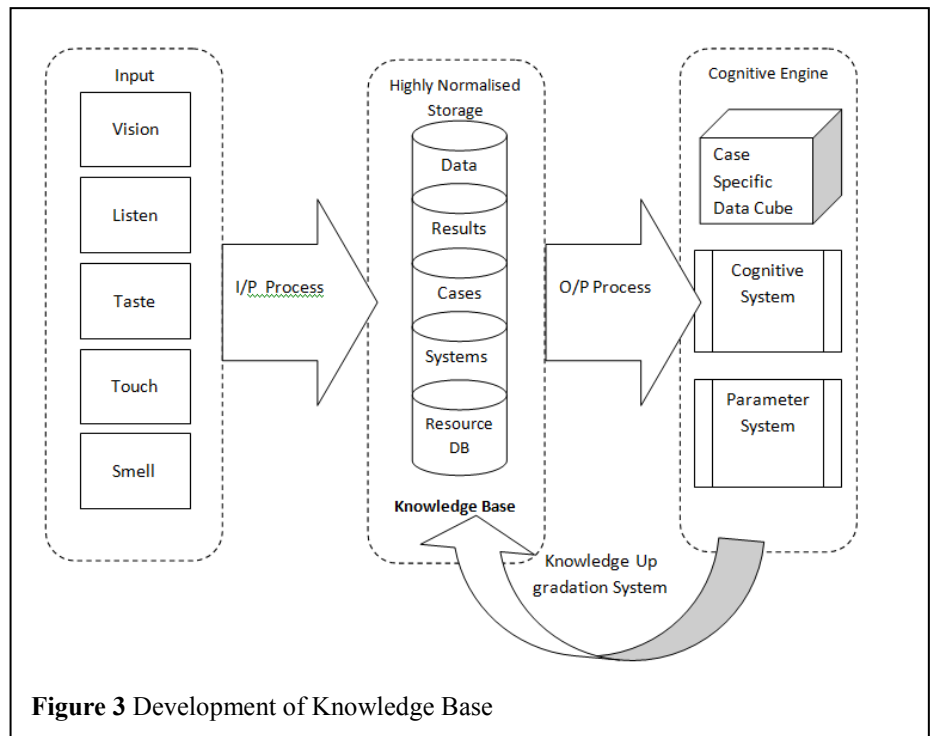 Input
Vision
Listen
Taste
Touch
Smell
I/P Process
Highly Normalised
Storage
Data
Results
Cases
Systems
Resource
DB
Knowledge Base
O/P Process
Cognitive Engine
Case
Specific
Data Cube
Cognitive
System
Parameter
System
Knowledge Up
gradation System
Figure 3 Development of Knowledge Base